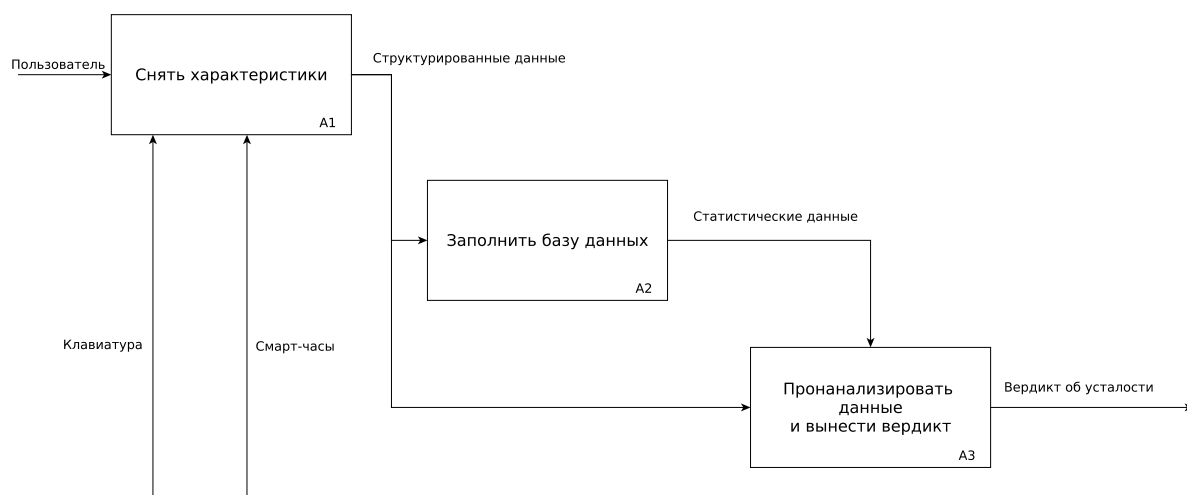 Пользователь
Снять характеристики
A1
Структурированные данные
Заполнить базу данных
A2
Статистические данные
Клавиатура
Смарт-часы
Пронанализировать
данные
и вынести вердикт
A3
Вердикт об усталости